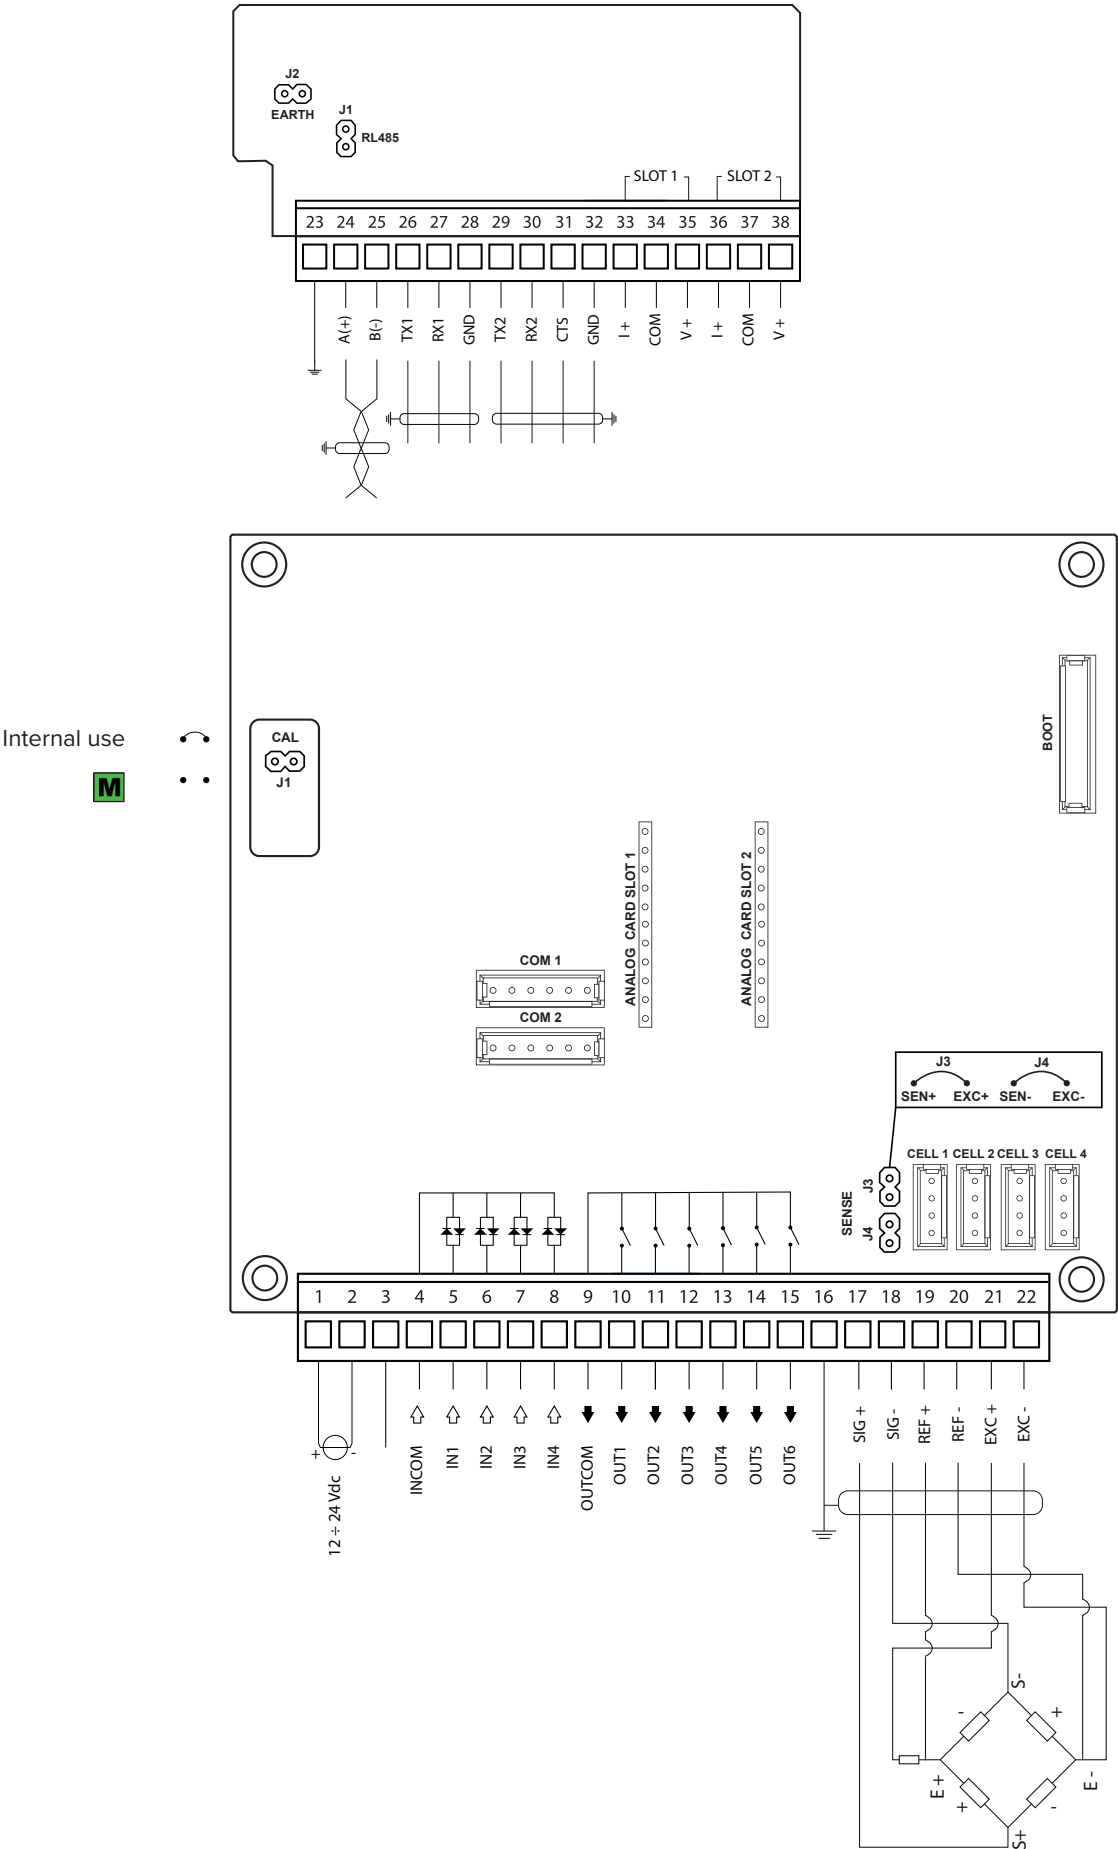 J2
EARTH
J1
RL485
SLOT 1 SLOT 2
23 24 25 26 27 28 29 30 31 32 33 34 35 36 37 38
A(+) B(-) TX1 RX1 GND TX2 RX2 CTS GND I + COM V + I + COM V +
Internal use
M
CAL
J1
BOOT
ANALOG CARD SLOT 1
ANALOG CARD SLOT 2
COM 1
COM 2
J3 J4
SEN+ EXC+ SEN- EXC-
CELL 1 CELL 2 CELL 3 CELL 4
SENSE
J3
J4
1 2 3 4 5 6 7 8 9 10 11 12 13 14 15 16 17 18 19 20 21 22
+ -
12 ÷ 24 Vdc
INCOM IN1 IN2 IN3 IN4 OUTCOM OUT1 OUT2 OUT3 OUT4 OUT5 OUT6
SIG + SIG - REF + REF - EXC + EXC -
S-
- +
E + E -
+ -
S+